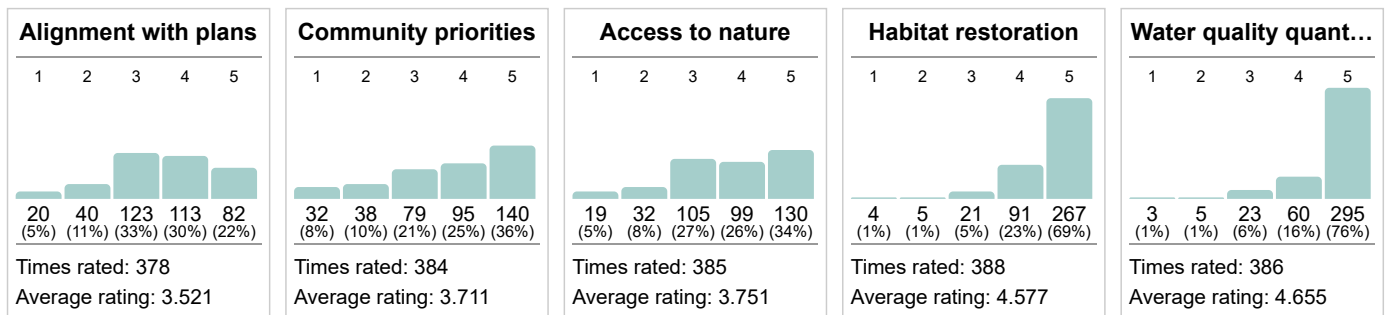 Alignment with plans
1 2 3 4 5
20 40 123 113 82
(5%) (11%) (33%) (30%) (22%)
Times rated: 378
Average rating: 3.521
Community priorities
1 2 3 4 5
32 38 79 95 140
(8%) (10%) (21%) (25%) (36%)
Times rated: 384
Average rating: 3.711
Access to nature
1 2 3 4 5
19 32 105 99 130
(5%) (8%) (27%) (26%) (34%)
Times rated: 385
Average rating: 3.751
Habitat restoration
1 2 3 4 5
4 5 21 91 267
(1%) (1%) (5%) (23%) (69%)
Times rated: 388
Average rating: 4.577
Water quality quant...
1 2 3 4 5
3 5 23 60 295
(1%) (1%) (6%) (16%) (76%)
Times rated: 386
Average rating: 4.655